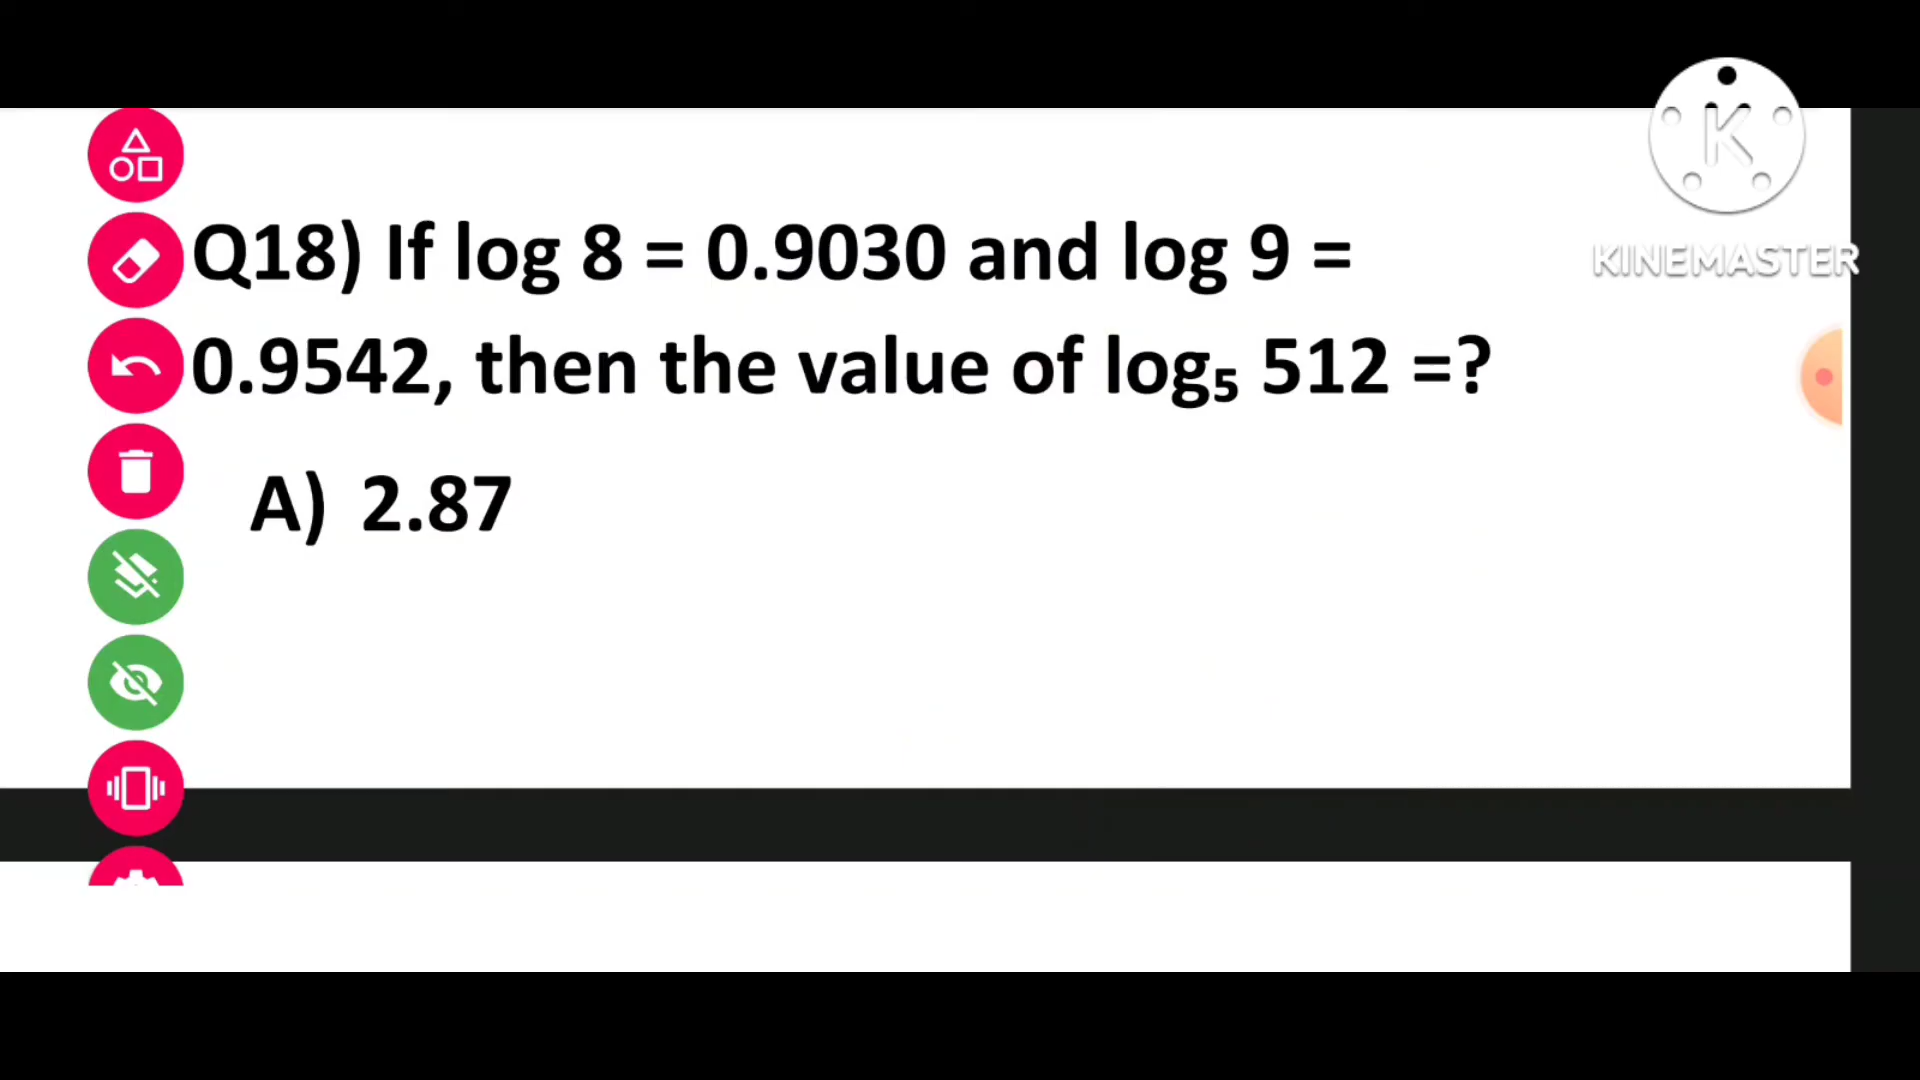 K
KINEMASTER
Q18) If log 8 = 0.9030 and log 9 =
0.9542, then the value of log₅ 512 =?
A) 2.87